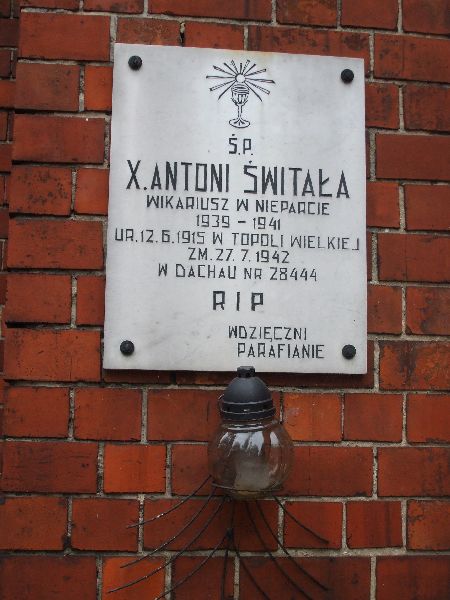 Ś.P.
X. ANTONI ŚWITAŁA
WIKARIUSZ W NIEPARCIE
1939 - 1941
UR. 12.6.1915 W TOPOLI WIELKIEJ
ZM. 27.7.1942
W DACHAU NR 28444
RIP
WDZIĘCZNI
PARAFIANIE